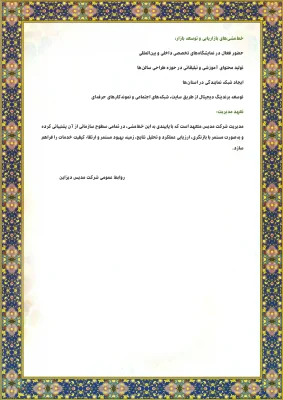 خط‌مشی‌های بازاریابی و توسعه بازار:
حضور فعال در نمایشگاه‌های تخصصی داخلی و بین‌المللی
تولید محتوای آموزشی و تبلیغاتی در حوزه طراحی سالن‌ها
ایجاد شبکه نمایندگی در استان‌ها
توسعه برندینگ دیجیتال از طریق سایت، شبکه‌های اجتماعی و نمونه‌کارهای حرفه‌ای
تعهد مدیریت:
مدیریت شرکت مدیس متعهد است که با پایبندی به این خط‌مشی، در تمامی سطوح سازمانی از آن پشتیبانی کرده
و به‌صورت مستمر با بازنگری، ارزیابی عملکرد و تحلیل نتایج، زمینه بهبود مستمر و ارتقاء کیفیت خدمات را فراهم
سازد.
روابط عمومی شرکت مدیس دیزاین